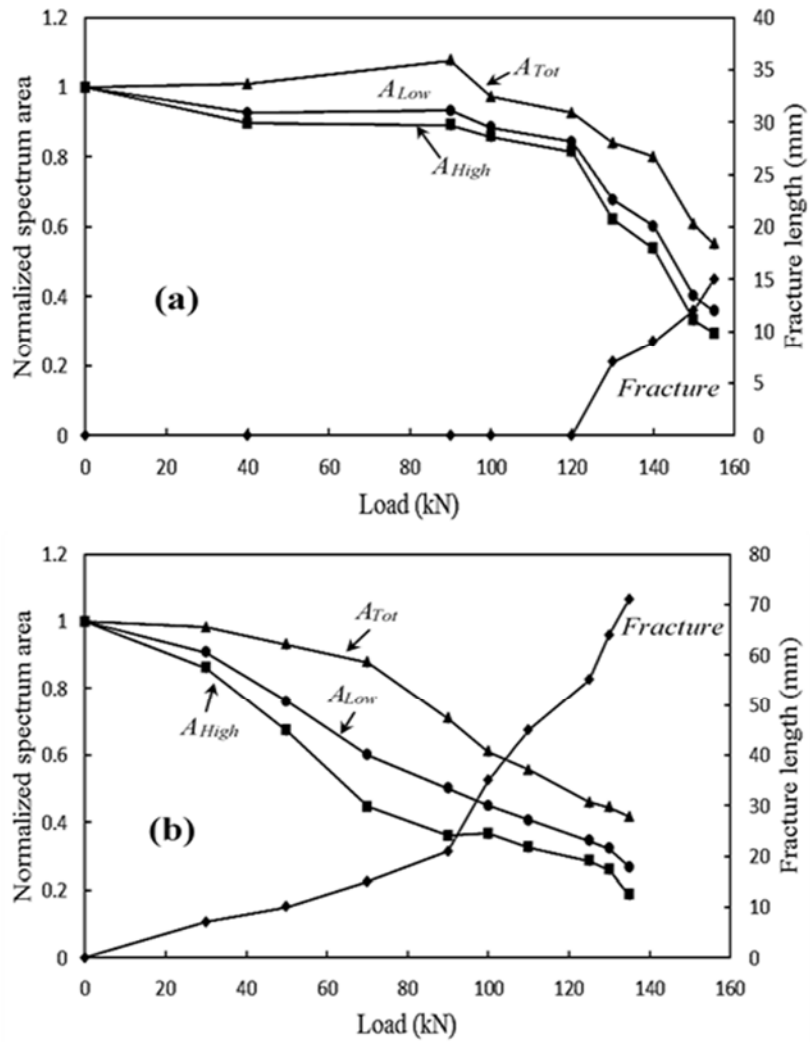 Normalized spectrum area
1.2
1
0.8
0.6
0.4
0.2
0
40
35
30
25
20
15
10
5
0
Fracture length (mm)
A_Tot
A_Low
A_High
(a)
Fracture
0 20 40 60 80 100 120 140 160
Load (kN)
Normalized spectrum area
1.2
1
0.8
0.6
0.4
0.2
0
80
70
60
50
40
30
20
10
0
Fracture length (mm)
A_Tot
Fracture
A_Low
A_High
(b)
0 20 40 60 80 100 120 140 160
Load (kN)